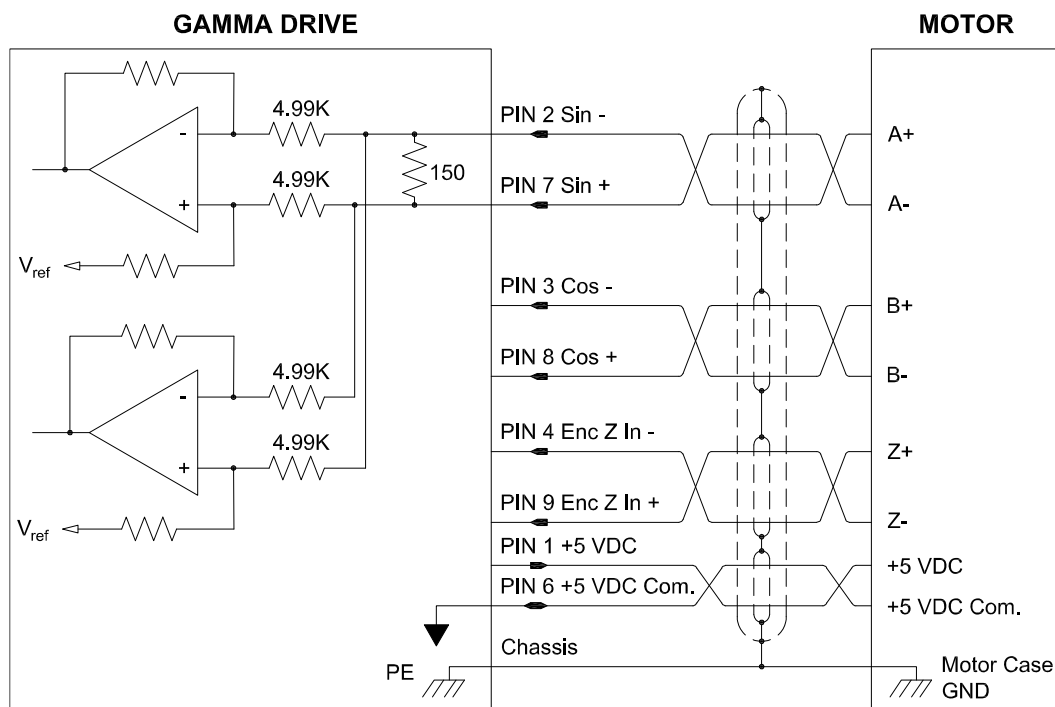 GAMMA DRIVE
MOTOR
4.99K
PIN 2 Sin -
-
A+
150
4.99K
PIN 7 Sin +
+
A-
Vref
PIN 3 Cos -
B+
4.99K
PIN 8 Cos +
-
B-
4.99K
PIN 4 Enc Z In -
+
Z+
PIN 9 Enc Z In +
Vref
Z-
PIN 1 +5 VDC
+5 VDC
PIN 6 +5 VDC Com.
+5 VDC Com.
Chassis
PE
Motor Case
GND